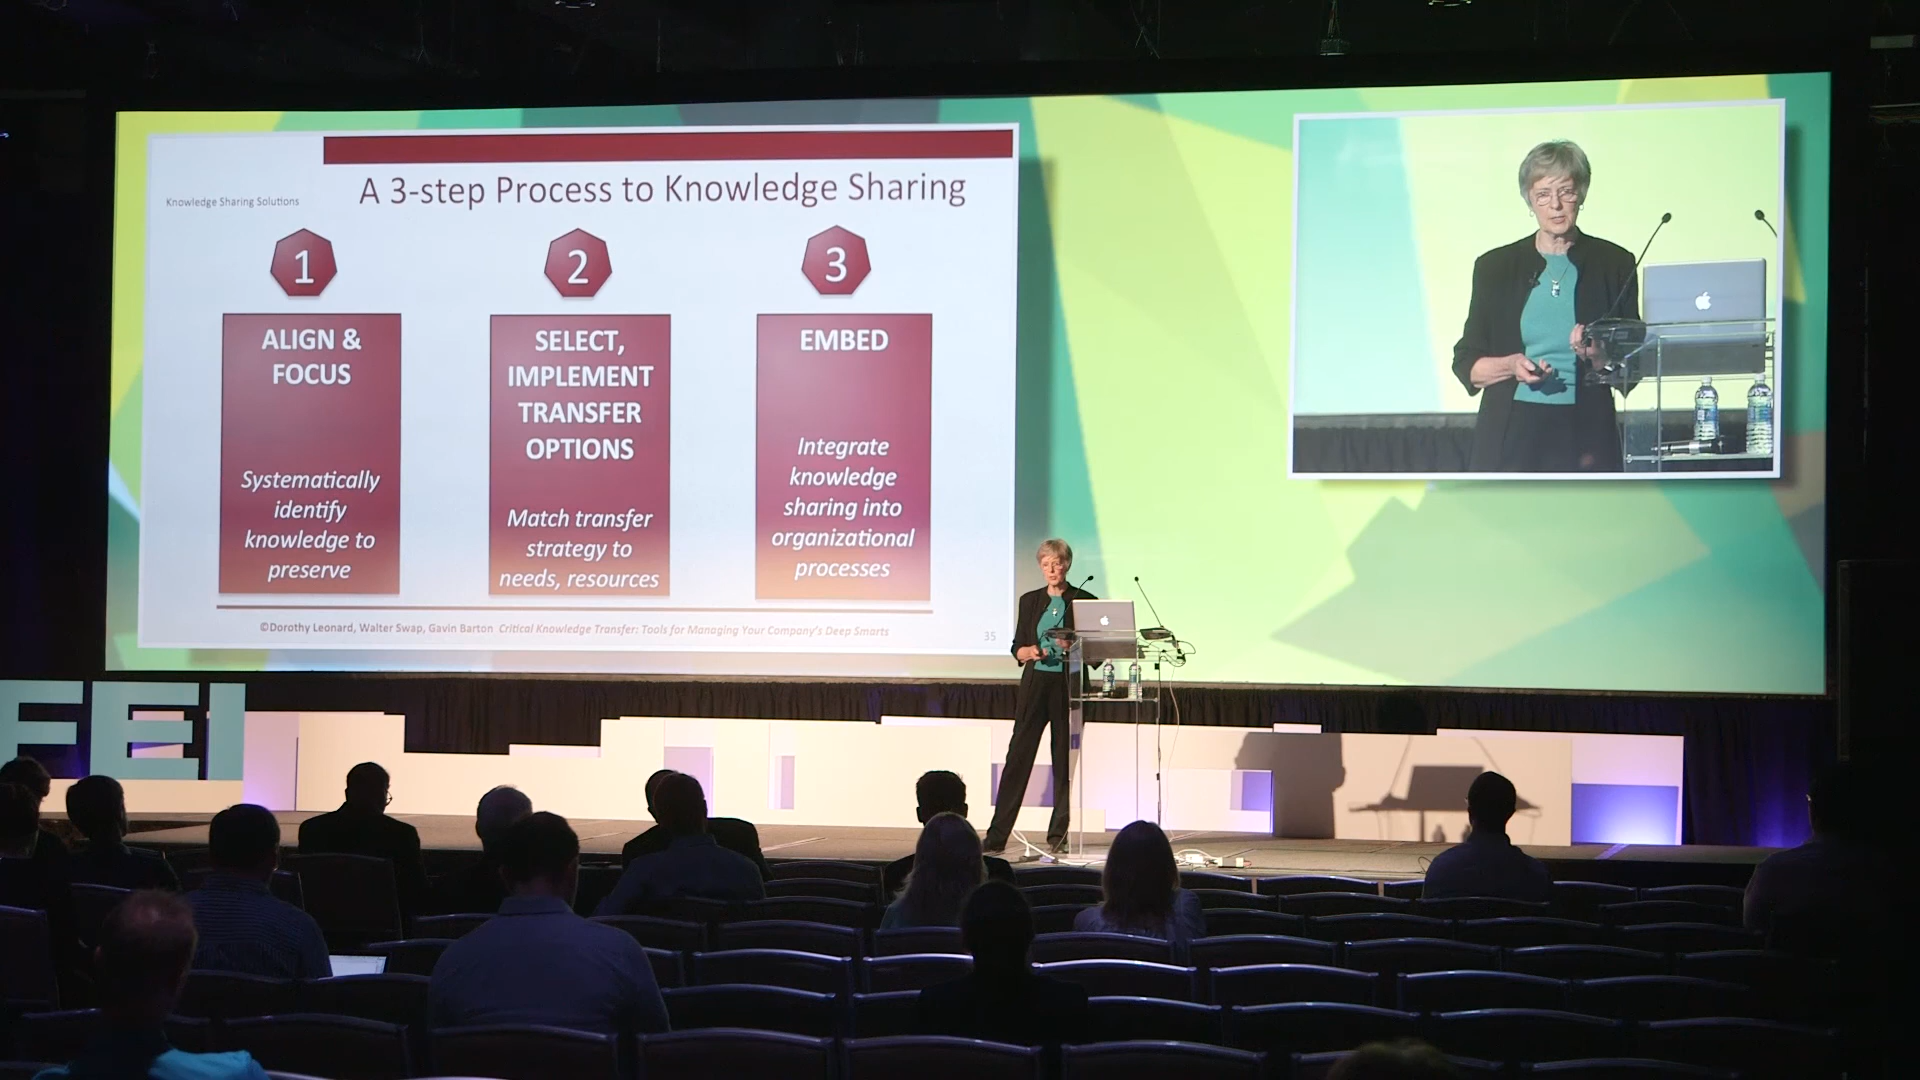 Knowledge Sharing Solutions
A 3-step Process to Knowledge Sharing
1
ALIGN &
FOCUS
Systematically
identify
knowledge to
preserve
2
SELECT,
IMPLEMENT
TRANSFER
OPTIONS
Match transfer
strategy to
needs, resources
3
EMBED
Integrate
knowledge
sharing into
organizational
processes
©Dorothy Leonard, Walter Swap, Gavin Barton Critical Knowledge Transfer: Tools for Managing Your Company's Deep Smarts
35
FEI